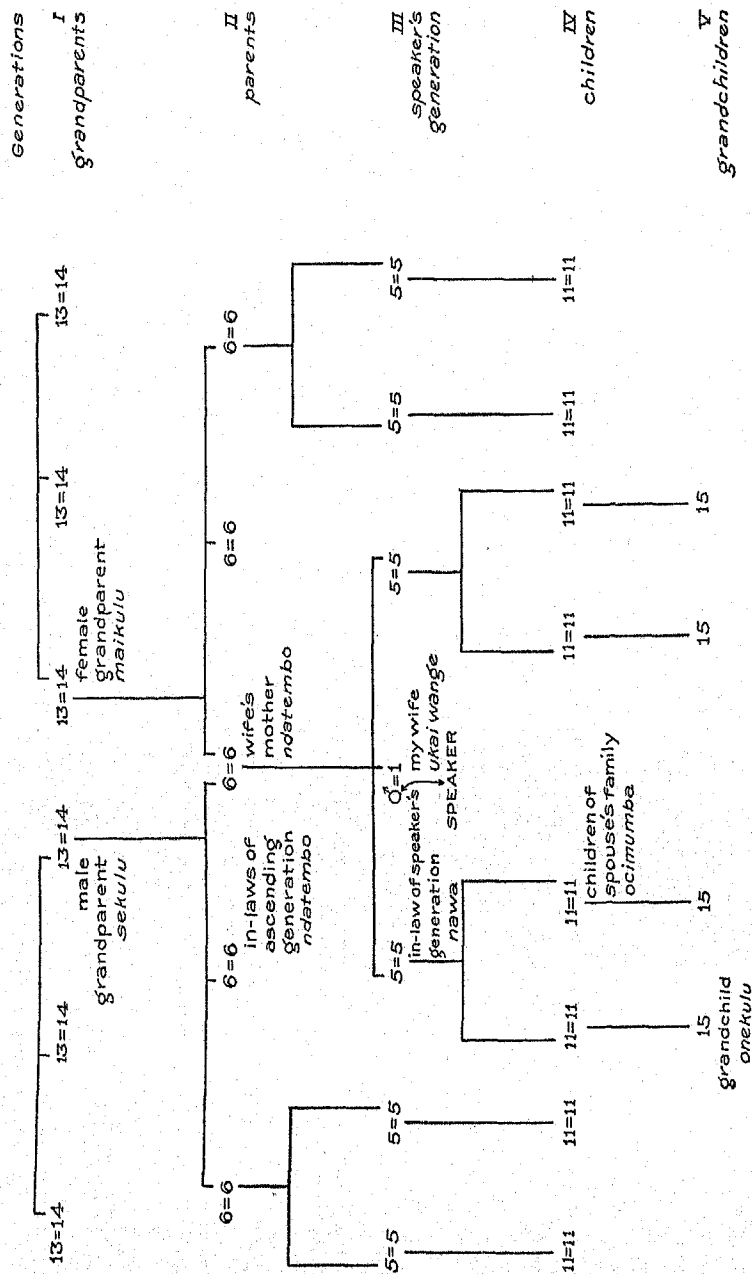 Generations
13=14 13=14 13=14 13=14 13=14 13=14
I
grandparents
male
grandparent
sekulu
female
grandparent
maikulu
6=6 6=6 6=6 6=6 6=6
II
parents
in-laws of
ascending
generation
ndatembo
wife's
mother
ndatembo
5=5 5=5 5=5 ♂=1 5=5 5=5 5=5
III
speaker's
generation
in-law of speaker's
generation
nawa
my wife
ukai wange
SPEAKER
11=11 11=11 11=11 11=11 11=11 11=11 11=11 11=11
IV
children
children of
spouse's family
ocimumba
15 15 15 15
V
grandchildren
grandchild
onekulu